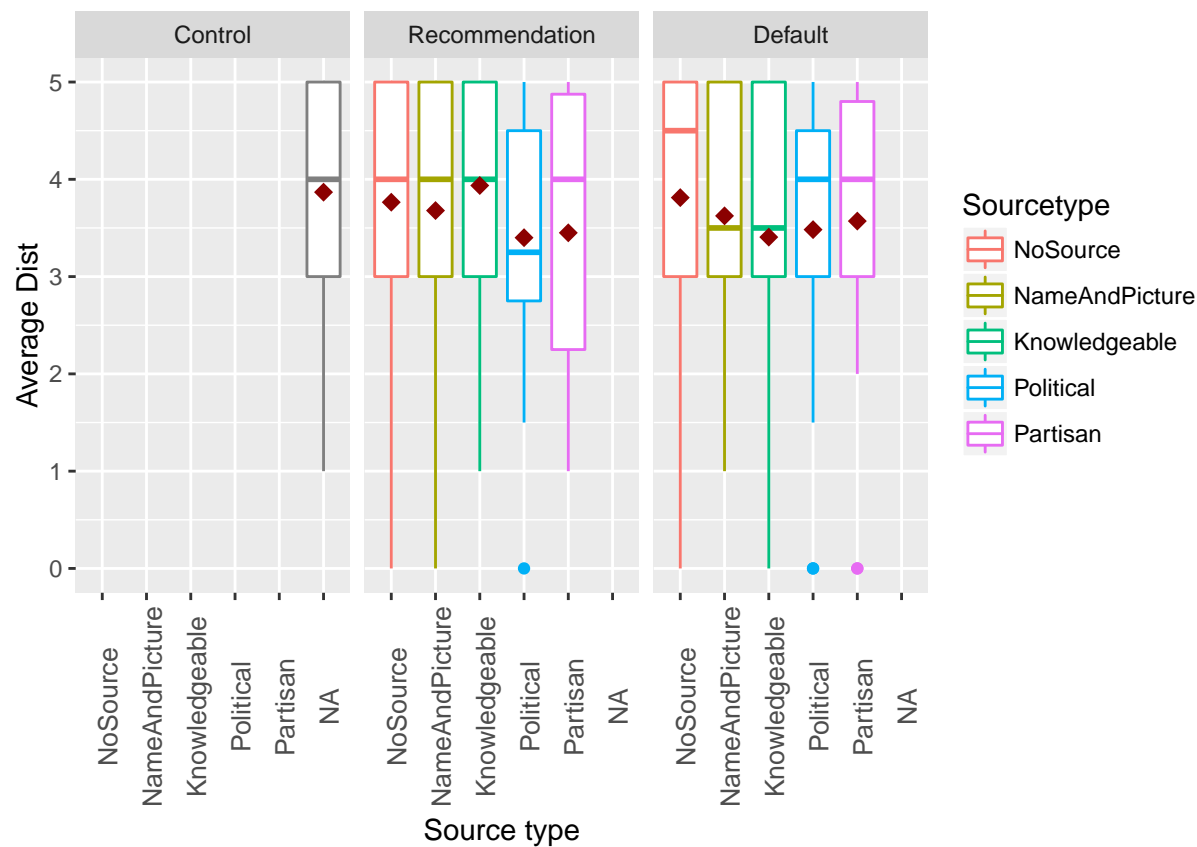 Control
Recommendation
Default
Average Dist
5
4
3
2
1
0
NoSource
NameAndPicture
Knowledgeable
Political
Partisan
NA
NoSource
NameAndPicture
Knowledgeable
Political
Partisan
NA
NoSource
NameAndPicture
Knowledgeable
Political
Partisan
NA
Source type
Sourcetype
NoSource
NameAndPicture
Knowledgeable
Political
Partisan